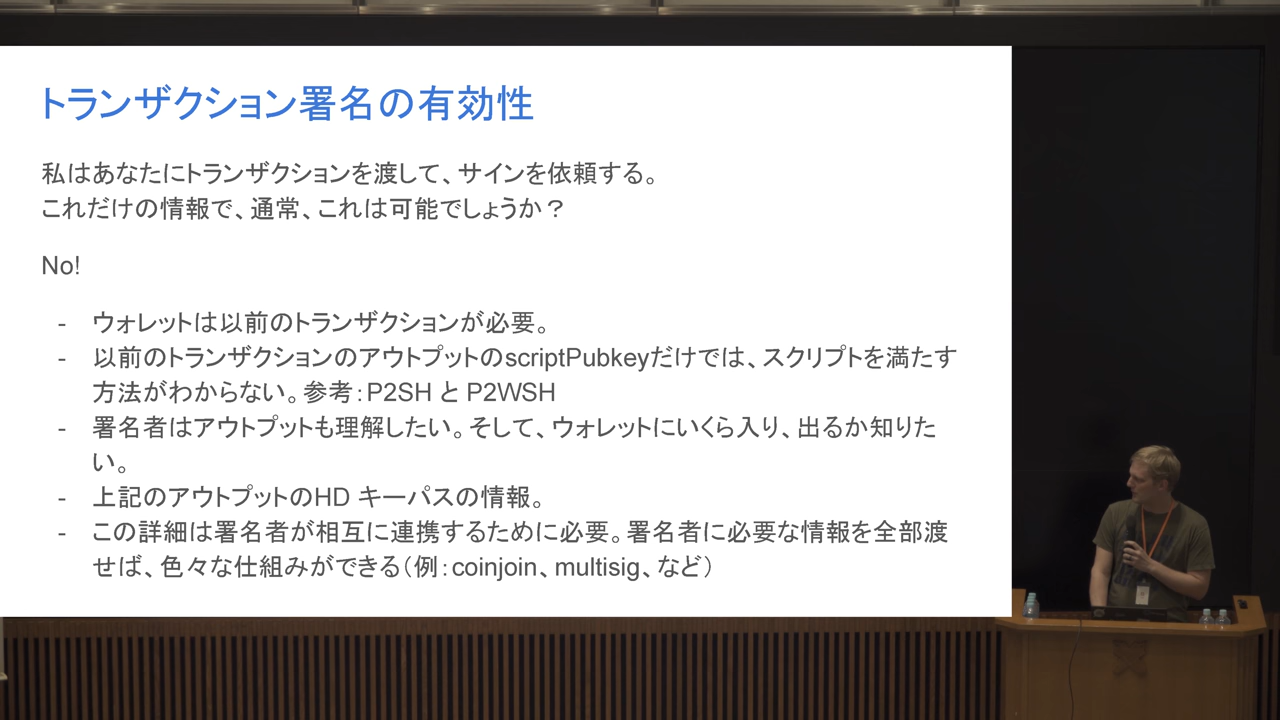 トランザクション署名の有効性
私はあなたにトランザクションを渡して、サインを依頼する。
これだけの情報で、通常、これは可能でしょうか？
No!
- ウォレットは以前のトランザクションが必要。
- 以前のトランザクションのアウトプットのscriptPubkeyだけでは、スクリプトを満たす
方法がわからない。参考：P2SH と P2WSH
- 署名者はアウトプットも理解したい。そして、ウォレットにいくら入り、出るか知りた
い。
- 上記のアウトプットのHD キーパスの情報。
- この詳細は署名者が相互に連携するために必要。署名者に必要な情報を全部渡
せば、色々な仕組みができる（例：coinjoin、multisig、など）